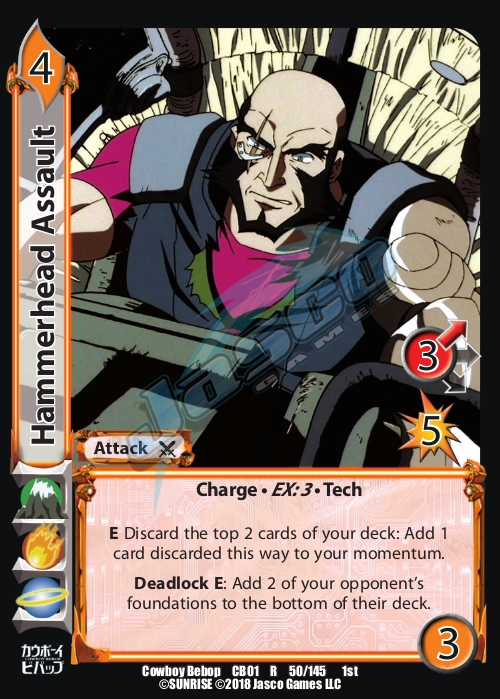 4
Hammerhead Assault
JASCO
GAMES
3
5
Attack
Charge • EX: 3 • Tech
E Discard the top 2 cards of your deck: Add 1
card discarded this way to your momentum.
Deadlock E: Add 2 of your opponent's
foundations to the bottom of their deck.
3
カウボーイ
ビバップ
Cowboy Bebop CB01 R 50/145 1st
©SUNRISE ©2018 Jasco Games LLC